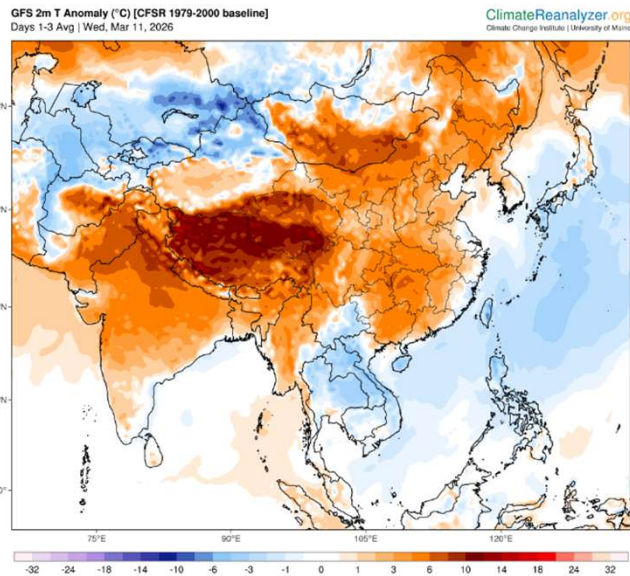 GFS 2m T Anomaly (°C) [CFSR 1979-2000 baseline]
ClimateReanalyzer.org
Days 1-3 Avg | Wed, Mar 11, 2026
Climate Change Institute | University of Maine
N
N
N
N
0°
75°E
90°E
105°E
120°E
-32 -24 -18 -14 -10 -6 -3 -1 0 1 3 6 10 14 18 24 32